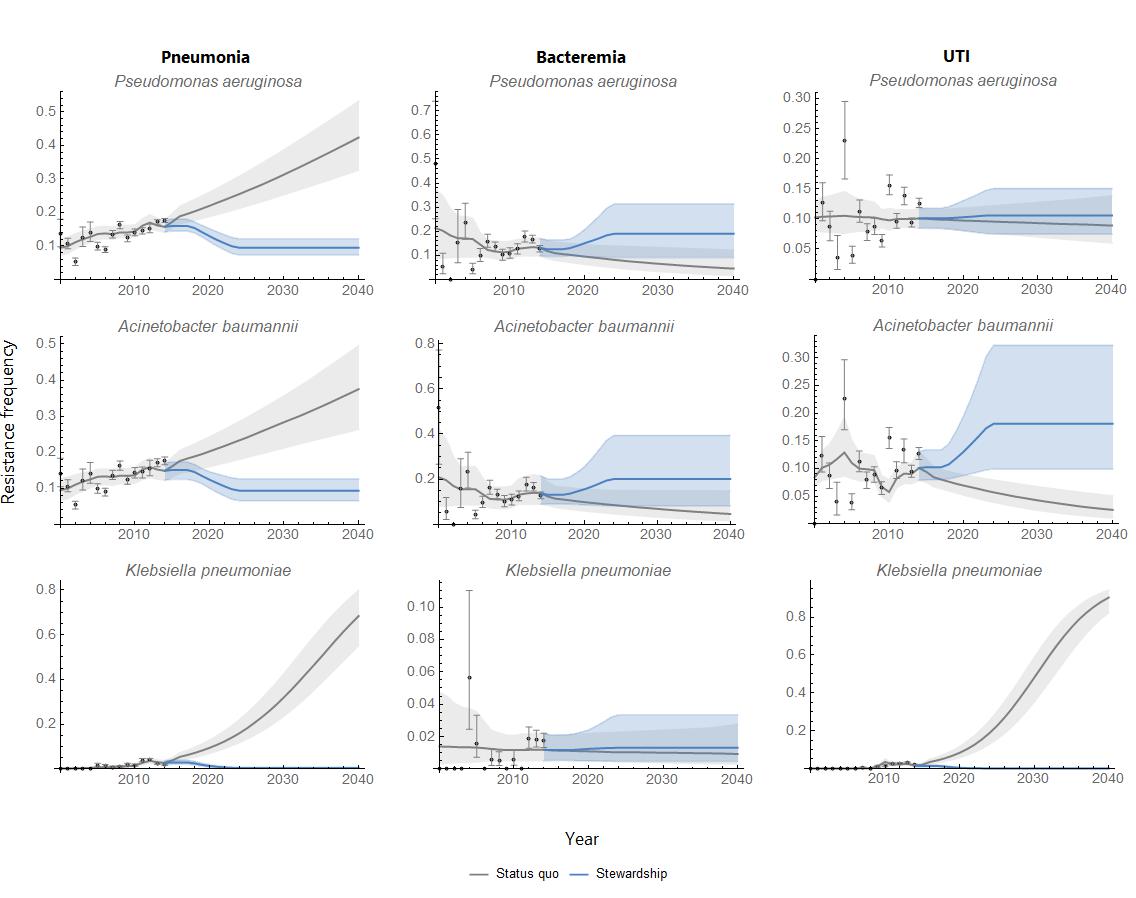 Pneumonia
Bacteremia
UTI
Pseudomonas aeruginosa
Pseudomonas aeruginosa
Pseudomonas aeruginosa
0.5
0.4
0.3
0.2
0.1
2010 2020 2030 2040
0.7
0.6
0.5
0.4
0.3
0.2
0.1
2010 2020 2030 2040
0.30
0.25
0.20
0.15
0.10
0.05
2010 2020 2030 2040
Acinetobacter baumannii
Acinetobacter baumannii
Acinetobacter baumannii
0.5
0.4
0.3
0.2
0.1
2010 2020 2030 2040
0.8
0.6
0.4
0.2
2010 2020 2030 2040
0.30
0.25
0.20
0.15
0.10
0.05
2010 2020 2030 2040
Klebsiella pneumoniae
Klebsiella pneumoniae
Klebsiella pneumoniae
0.8
0.6
0.4
0.2
2010 2020 2030 2040
0.10
0.08
0.06
0.04
0.02
2010 2020 2030 2040
0.8
0.6
0.4
0.2
2010 2020 2030 2040
Resistance frequency
Year
Status quo
Stewardship